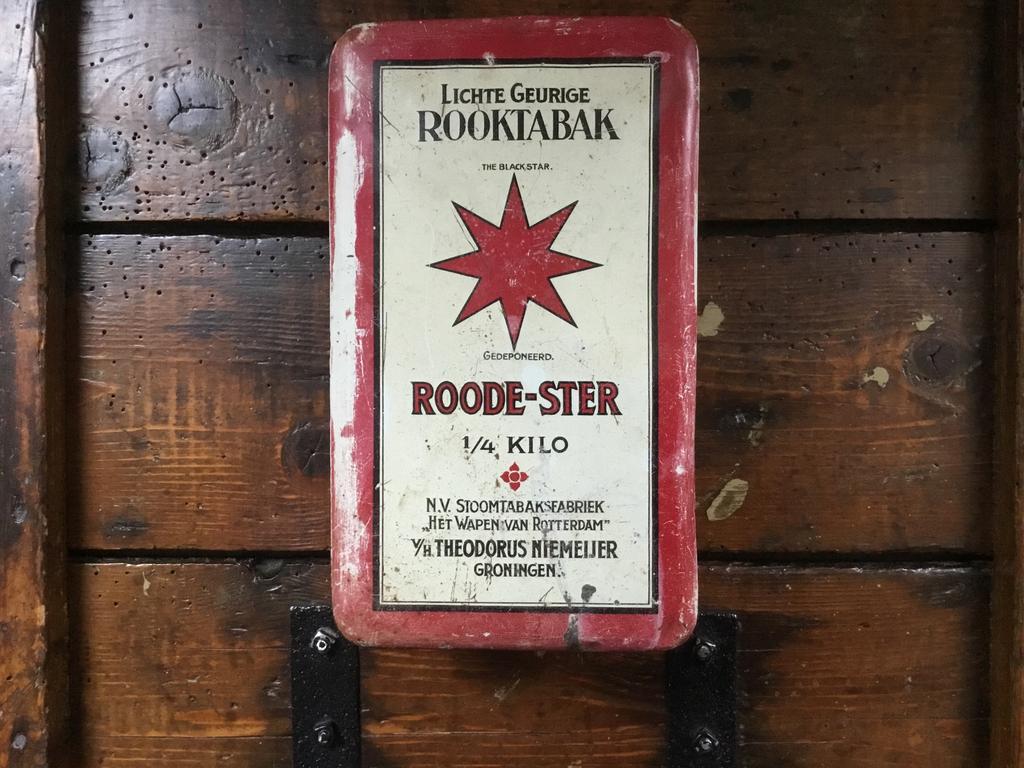 LICHTE GEURIGE
ROOKTABAK
THE BLACK STAR.
GEDEPONEERD.
ROODE-STER
1/4 KILO
N.V. STOOMTABAKSFABRIEK
„HET WAPEN VAN ROTTERDAM”
V/H. THEODORUS NIEMEIJER
GRONINGEN.